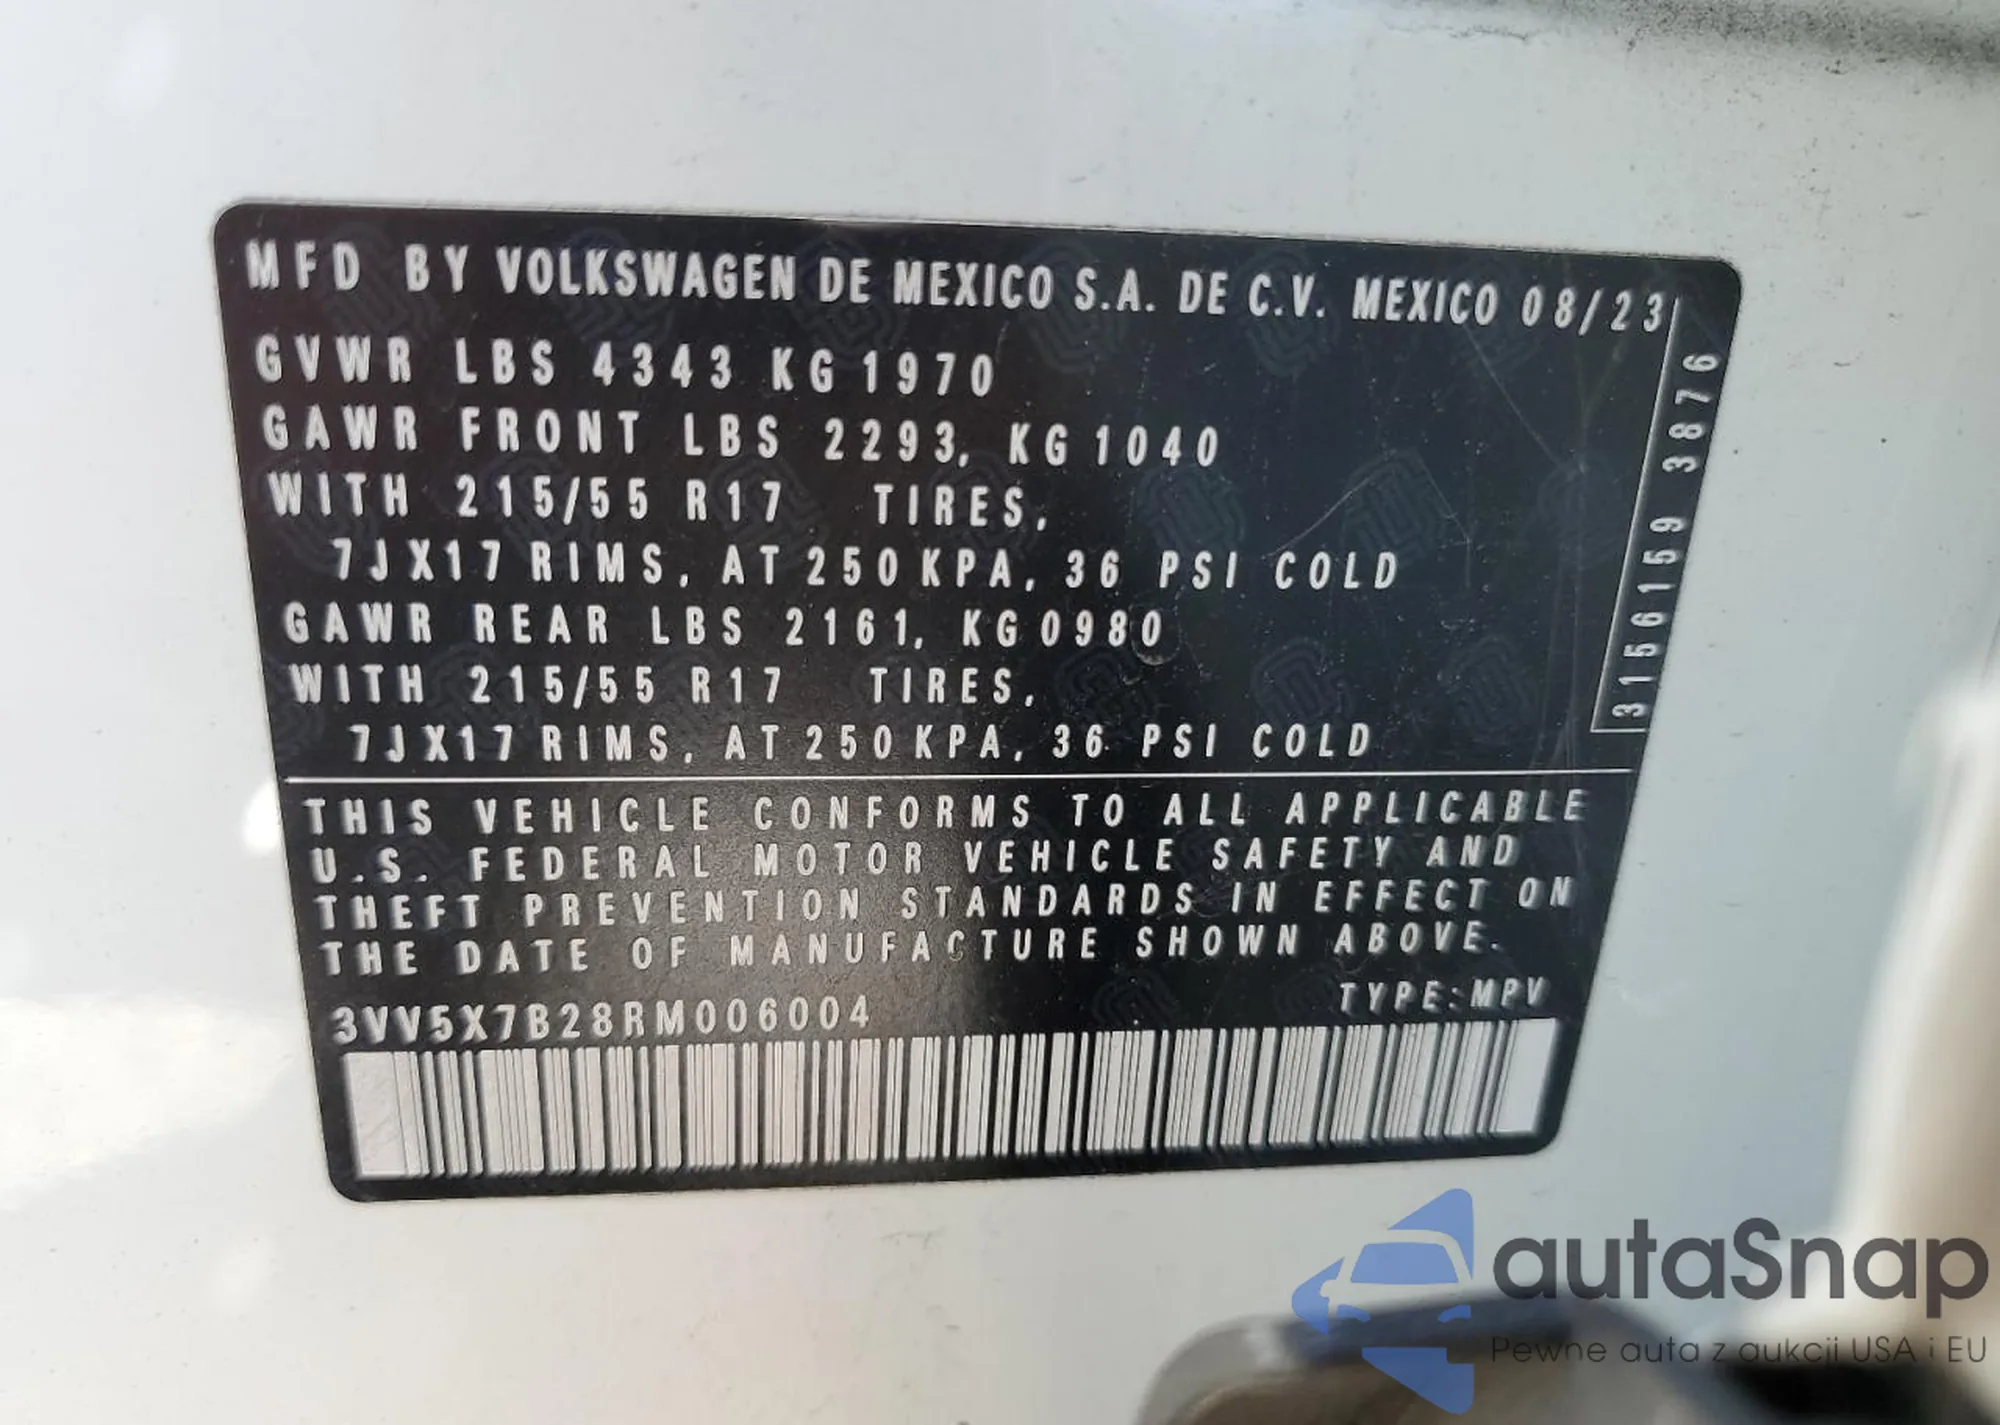 MFD BY VOLKSWAGEN DE MEXICO S.A. DE C.V. MEXICO 08/23
GVWR LBS 4343 KG 1970
GAWR FRONT LBS 2293, KG 1040
WITH 215/55 R17 TIRES,
7JX17 RIMS, AT 250 KPA, 36 PSI COLD
GAWR REAR LBS 2161, KG 0980
WITH 215/55 R17 TIRES,
7JX17 RIMS, AT 250 KPA, 36 PSI COLD
3156159 3876
THIS VEHICLE CONFORMS TO ALL APPLICABLE
U.S. FEDERAL MOTOR VEHICLE SAFETY AND
THEFT PREVENTION STANDARDS IN EFFECT ON
THE DATE OF MANUFACTURE SHOWN ABOVE.
TYPE:MPV
3VV5X7B28RM006004
autaSnap
Pewne auta z aukcji USA i EU